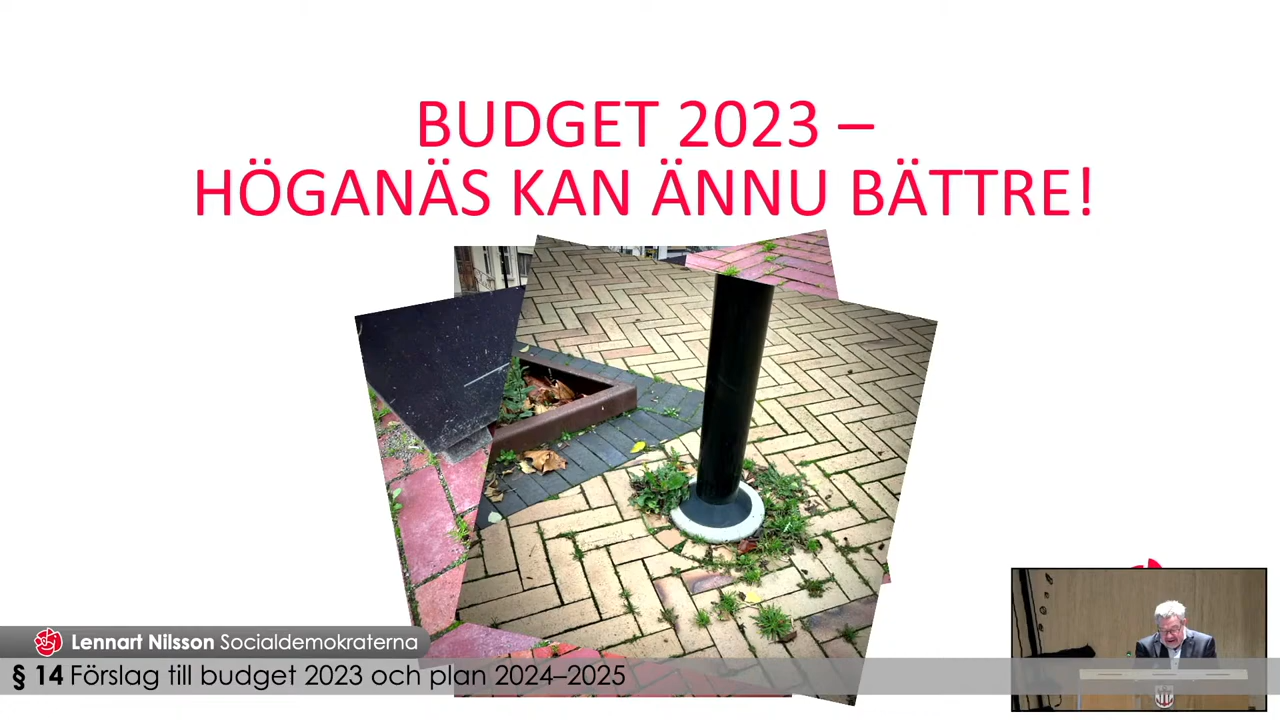 BUDGET 2023 –
HÖGANÄS KAN ÄNNU BÄTTRE!
Lennart Nilsson Socialdemokraterna
§ 14 Förslag till budget 2023 och plan 2024–2025